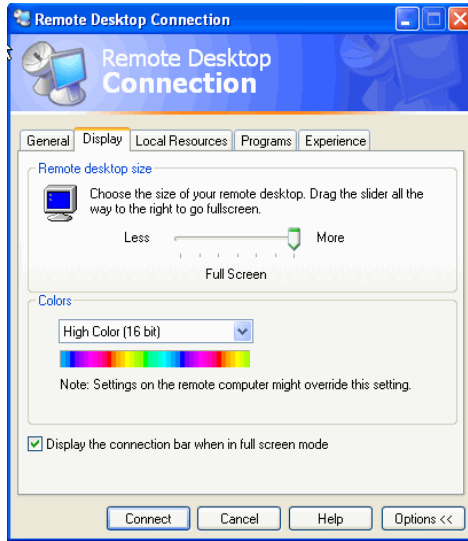 Remote Desktop Connection
Remote Desktop
Connection
General Display Local Resources Programs Experience
Remote desktop size
Choose the size of your remote desktop. Drag the slider all the
way to the right to go fullscreen.
Less More
Full Screen
Colors
High Color (16 bit)
Note: Settings on the remote computer might override this setting.
Display the connection bar when in full screen mode
Connect Cancel Help Options <<